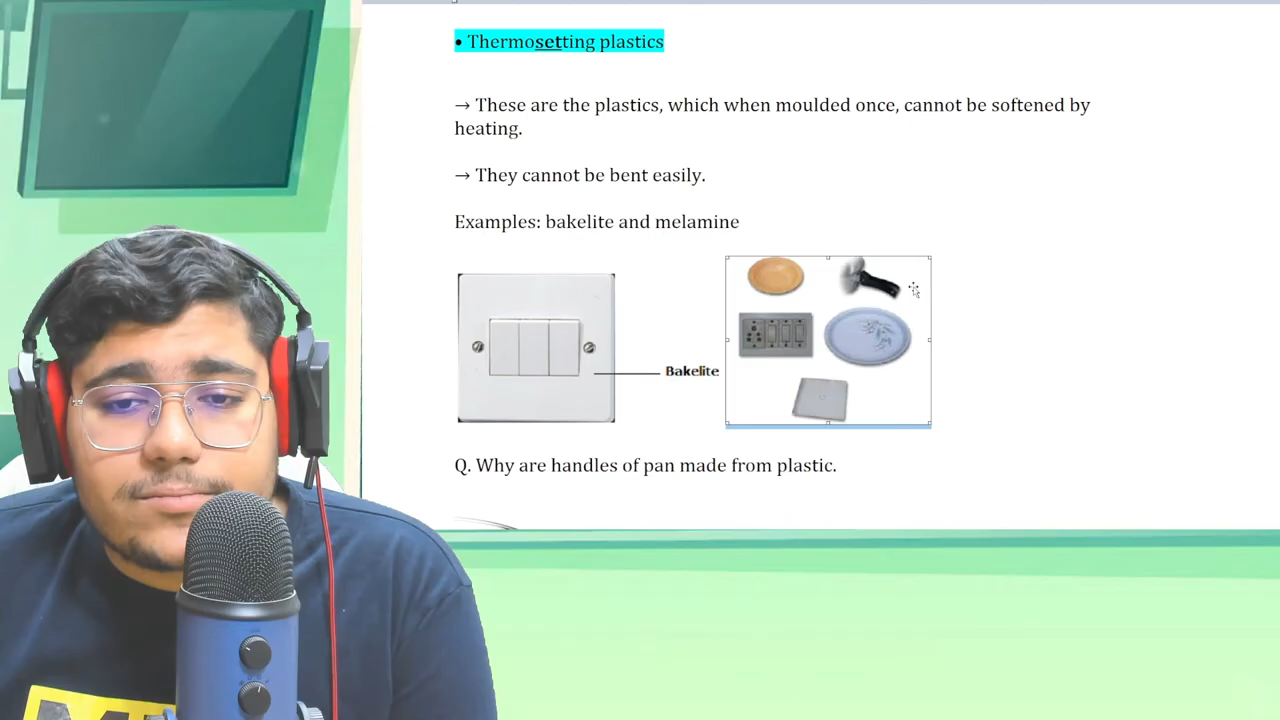 • Thermosetting plastics
→ These are the plastics, which when moulded once, cannot be softened by
heating.
→ They cannot be bent easily.
Examples: bakelite and melamine
Bakelite
Q. Why are handles of pan made from plastic.